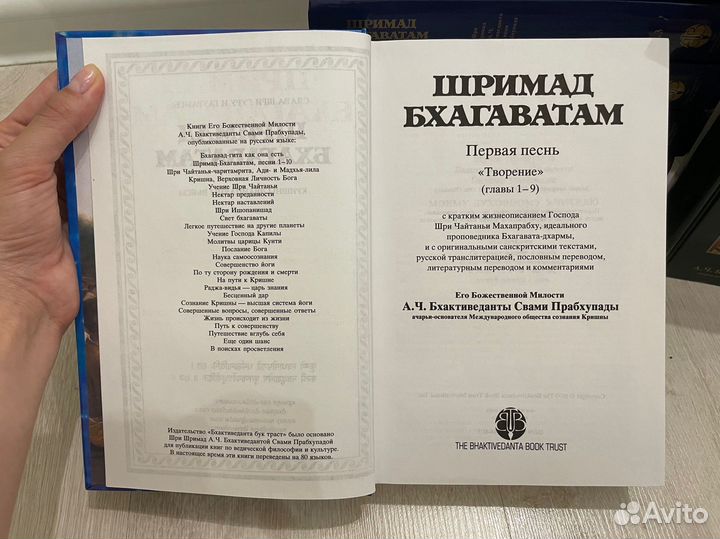 ШРИМАД
БХАГАВАТАМ
Книги Его Божественной Милости
А.Ч. Бхактиведанты Свами Прабхупады,
опубликованные на русском языке:
Бхагавад-гита как она есть
Шримад-Бхагаватам, песни 1–10
Шри Чайтанья-чаритамрита, Ади- и Мадхья-лила
Кришна, Верховная Личность Бога
Учение Шри Чайтаньи
Нектар преданности
Нектар наставлений
Шри Ишопанишад
Свет бхагаваты
Легкое путешествие на другие планеты
Учение Господа Капилы
Молитвы царицы Кунти
Послание Бога
Наука самоосознания
Совершенство йоги
По ту сторону рождения и смерти
На пути к Кришне
Раджа-видья — царь знания
Бесценный дар
Сознание Кришны — высшая система йоги
Совершенные вопросы, совершенные ответы
Жизнь происходит из жизни
Путь к совершенству
Путешествие вглубь себя
Еще один шанс
В поисках просветления
Издательство «Бхактиведанта бук траст» было основано
Шри Шримад А.Ч. Бхактиведантой Свами Прабхупадой
для публикации книг по ведической философии и культуре.
В настоящее время эти книги переведены на 80 языков.
ШРИМАД
БХАГАВАТАМ
Первая песнь
«Творение»
(главы 1–9)
с кратким жизнеописанием Господа
Шри Чайтаньи Махапрабху, идеального
проповедника Бхагавата-дхармы,
и с оригинальными санскритскими текстами,
русской транслитерацией, пословным переводом,
литературным переводом и комментариями
Его Божественной Милости
А.Ч. Бхактиведанты Свами Прабхупады
ачарьи-основателя Международного общества сознания Кришны
THE BHAKTIVEDANTA BOOK TRUST
Avito